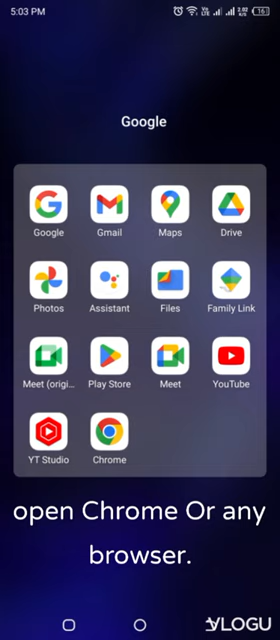 5:03 PM
Google
Google Gmail Maps Drive
Photos Assistant Files Family Link
Meet (origi... Play Store Meet YouTube
YT Studio Chrome
open Chrome Or any
browser.
VLOGU